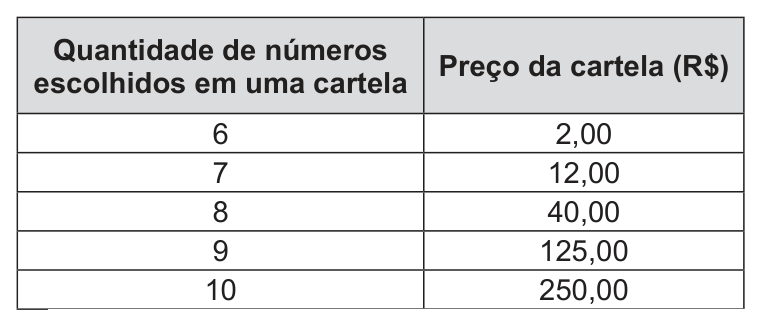 Quantidade de números
escolhidos em uma cartela
Preço da cartela (R$)
6 2,00
7 12,00
8 40,00
9 125,00
10 250,00